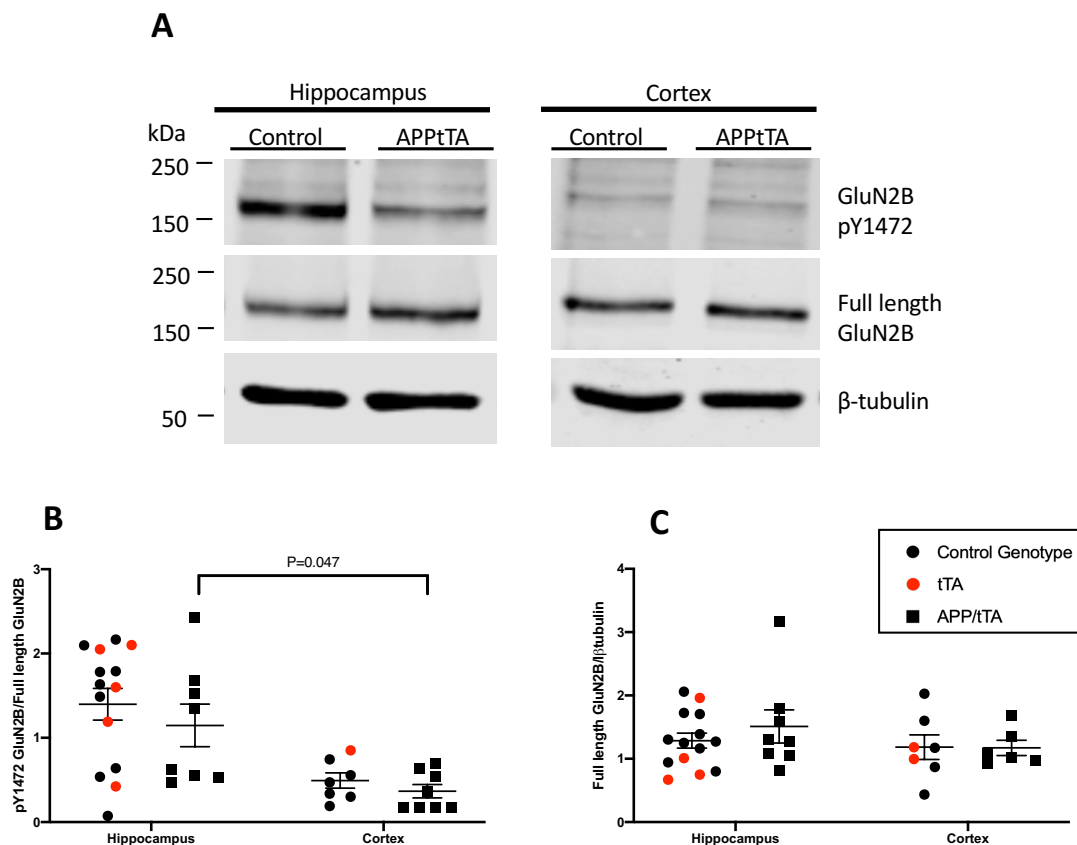 A
Hippocampus
Cortex
kDa
Control
APPtTA
Control
APPtTA
250
150
GluN2B
pY1472
250
150
Full length
GluN2B
50
β-tubulin
B
P=0.047
pY1472 GluN2B/Full length GluN2B
3
2
1
0
Hippocampus
Cortex
C
Control Genotype
tTA
APP/tTA
Full length GluN2B/lβtubulin
4
3
2
1
0
Hippocampus
Cortex